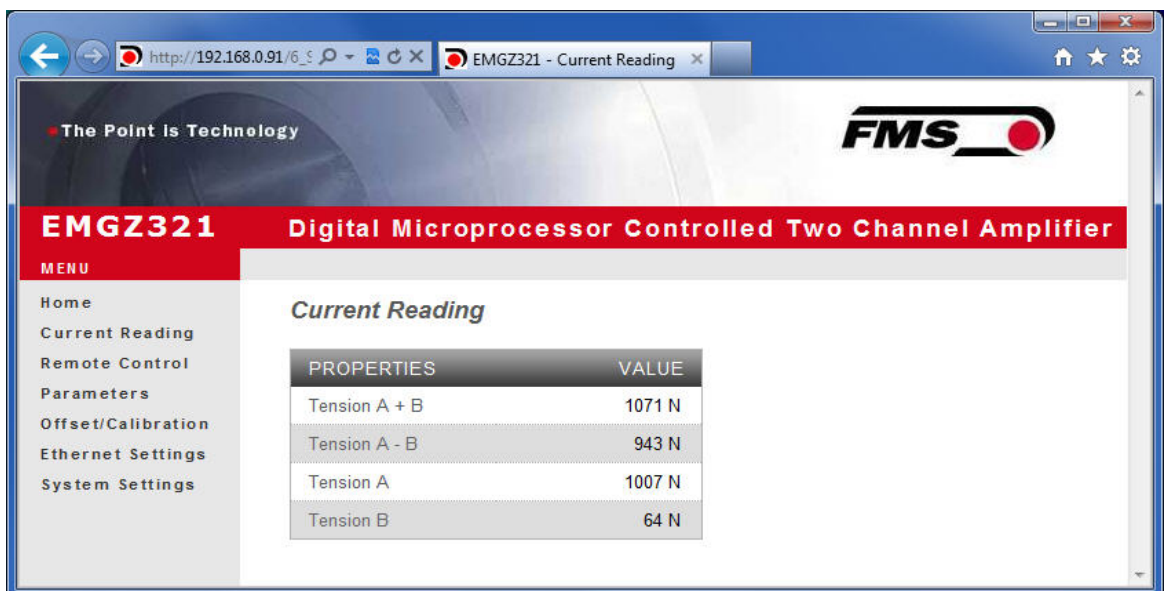 http://192.168.0.91/6_S
EMGZ321 - Current Reading
The Point is Technology
FMS
EMGZ321 Digital Microprocessor Controlled Two Channel Amplifier
MENU
Home
Current Reading
Remote Control
Parameters
Offset/Calibration
Ethernet Settings
System Settings
Current Reading
PROPERTIES VALUE
Tension A + B 1071 N
Tension A - B 943 N
Tension A 1007 N
Tension B 64 N